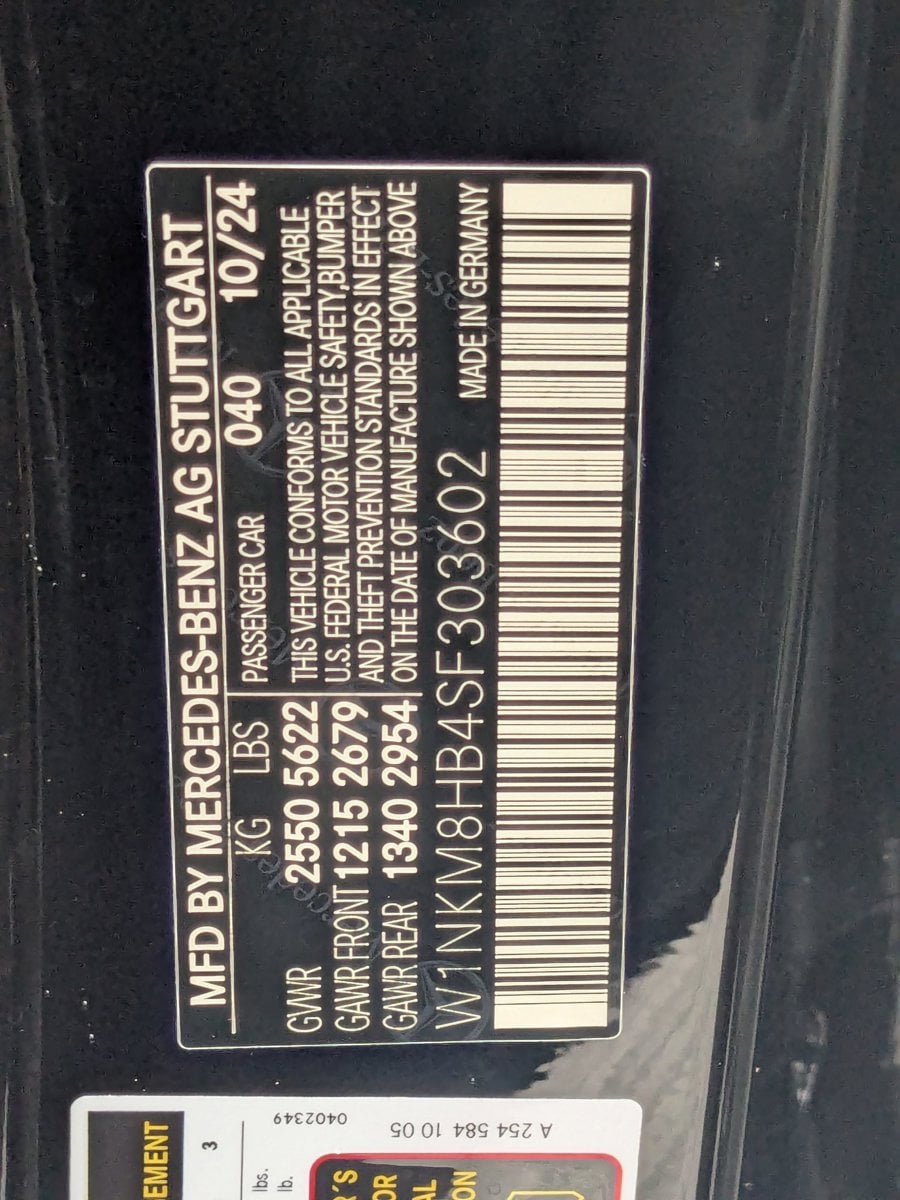 MFD BY MERCEDES-BENZ AG STUTTGART
KG LBS PASSENGER CAR 040 10/24
GVWR 2550 5622 THIS VEHICLE CONFORMS TO ALL APPLICABLE
GAWR FRONT 1215 2679 U.S. FEDERAL MOTOR VEHICLE SAFETY,BUMPER
GAWR REAR 1340 2954 AND THEFT PREVENTION STANDARDS IN EFFECT
ON THE DATE OF MANUFACTURE SHOWN ABOVE
W1NKM8HB4SF303602 MADE IN GERMANY
EMENT
3
0402349
lbs.
lb.
A 254 584 10 05
R'S
OR
AL
ON